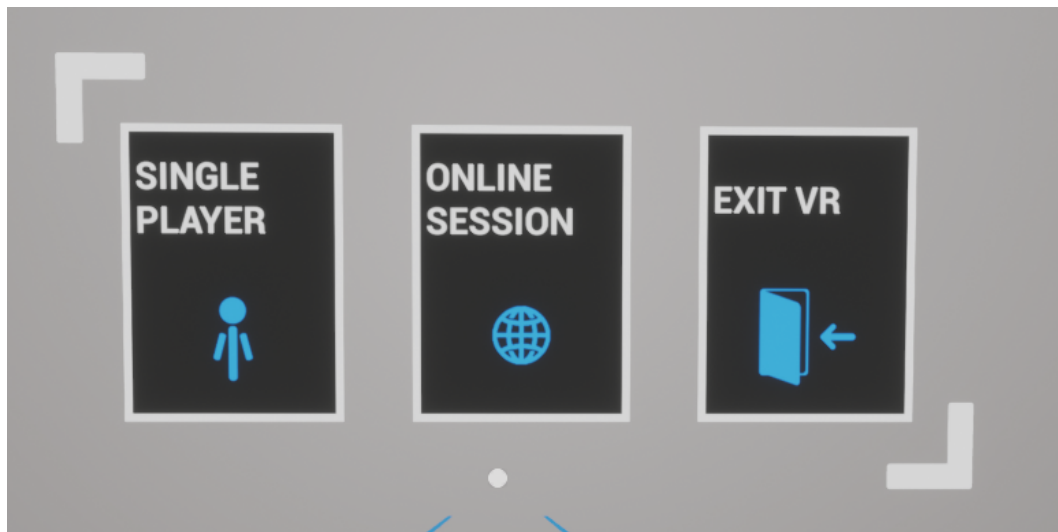 SINGLE
PLAYER
ONLINE
SESSION
EXIT VR